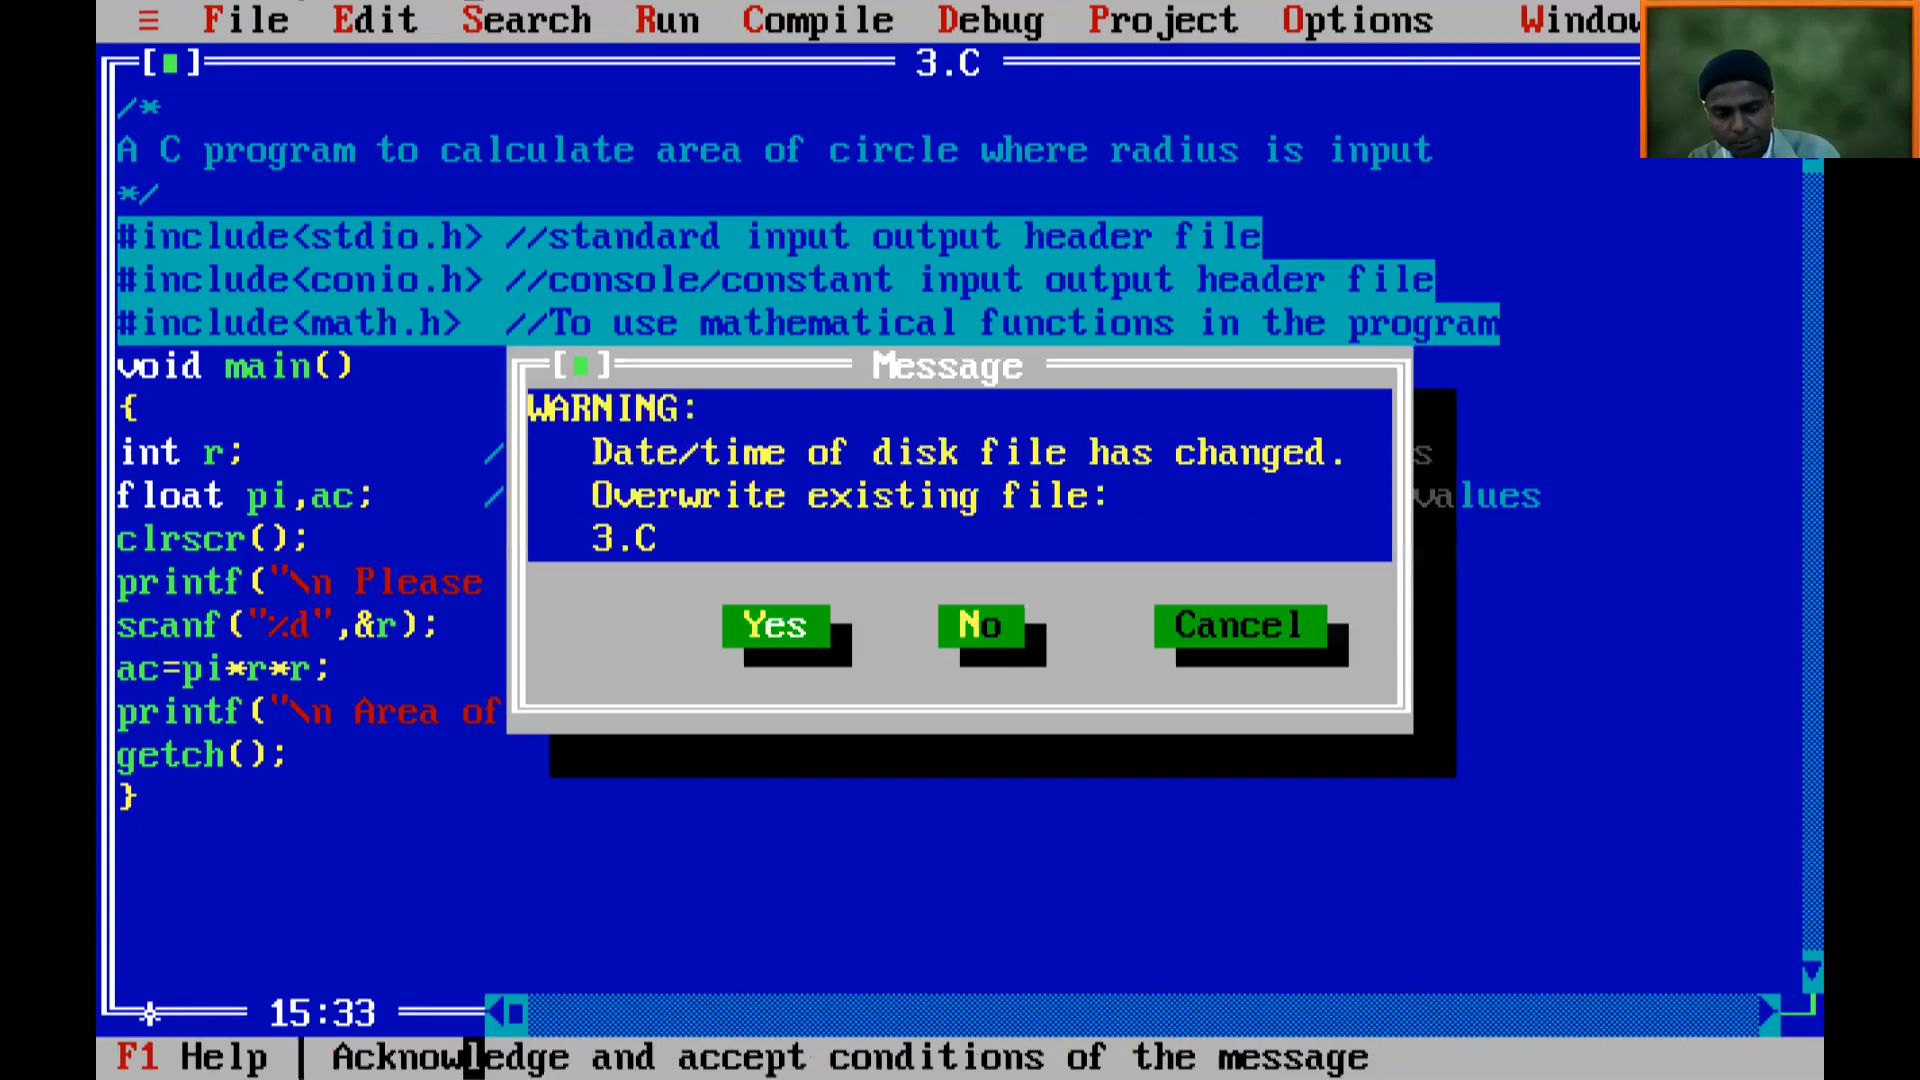 ≡ File Edit Search Run Compile Debug Project Options Window
[■] 3.C
/*
A C program to calculate area of circle where radius is input
*/
#include<stdio.h> //standard input output header file
#include<conio.h> //console/constant input output header file
#include<math.h> //To use mathematical functions in the program
void main()
{
int r; / s
float pi,ac; / values
clrscr();
printf("\n Please
scanf("%d",&r);
ac=pi*r*r;
printf("\n Area of
getch();
}
[■] Message
WARNING:
Date/time of disk file has changed.
Overwrite existing file:
3.C
Yes No Cancel
15:33
F1 Help | Acknowledge and accept conditions of the message